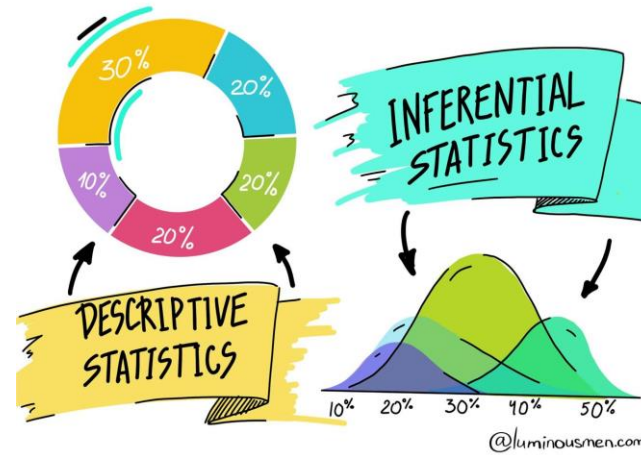 30%
20%
10%
20%
20%
DESCRIPTIVE
STATISTICS
INFERENTIAL
STATISTICS
10% 20% 30% 40% 50%
@luminousmen.com